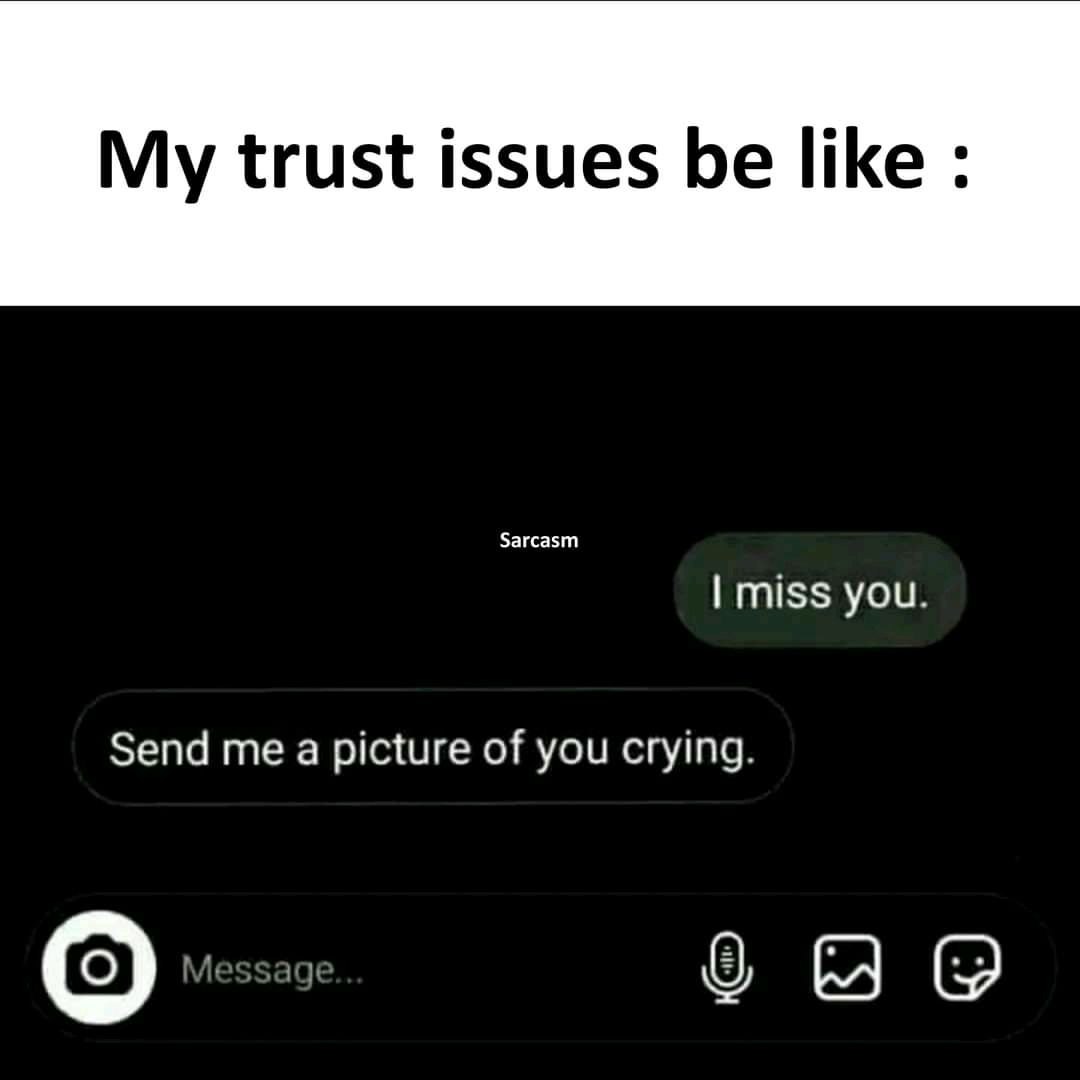 My trust issues be like :
Sarcasm
I miss you.
Send me a picture of you crying.
Message...